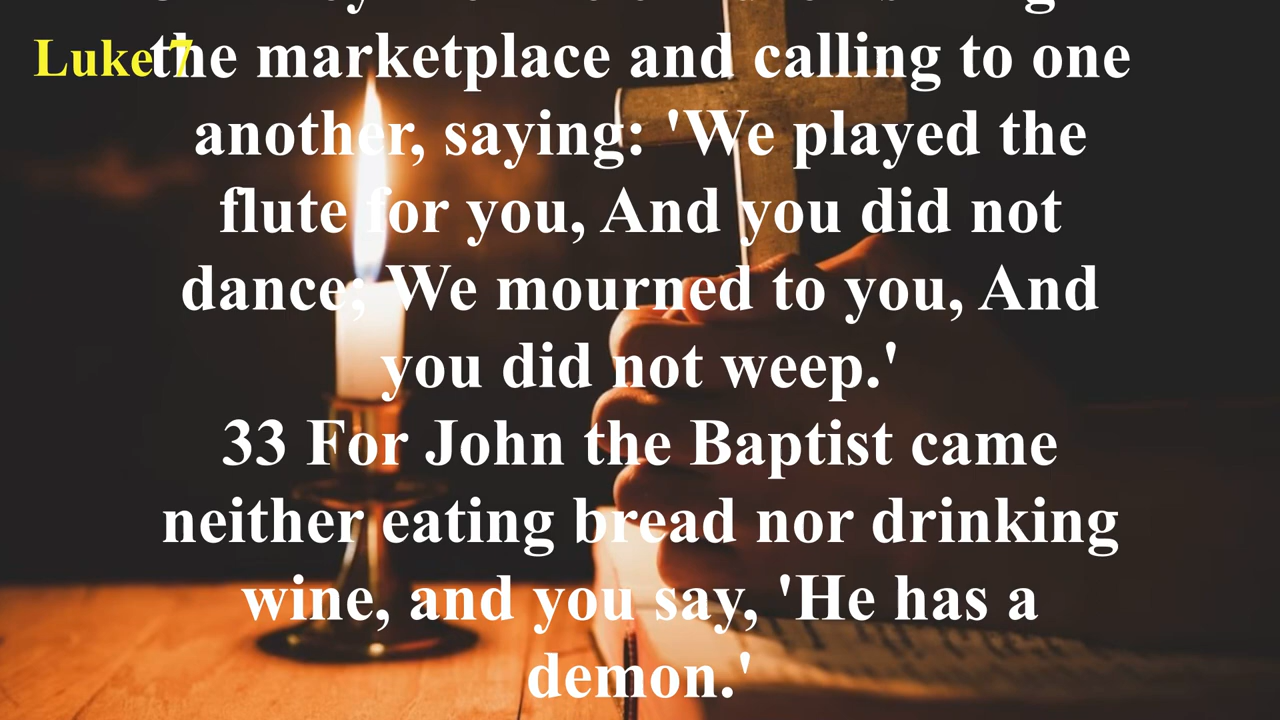 Luke 7
the marketplace and calling to one
another, saying: 'We played the
flute for you, And you did not
dance; We mourned to you, And
you did not weep.'
33 For John the Baptist came
neither eating bread nor drinking
wine, and you say, 'He has a
demon.'